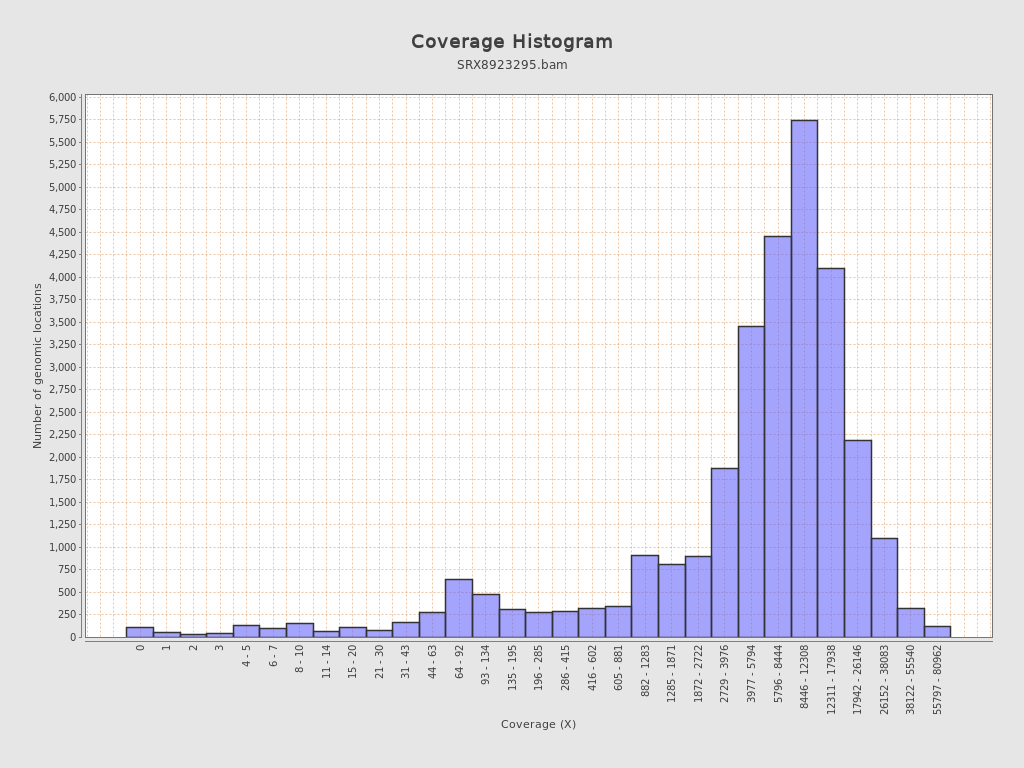 Coverage Histogram
SRX8923295.bam
6,000
5,750
5,500
5,250
5,000
4,750
4,500
4,250
4,000
3,750
3,500
3,250
3,000
2,750
2,500
2,250
2,000
1,750
1,500
1,250
1,000
750
500
250
0
Number of genomic locations
0
1
2
3
4 - 5
6 - 7
8 - 10
11 - 14
15 - 20
21 - 30
31 - 43
44 - 63
64 - 92
93 - 134
135 - 195
196 - 285
286 - 415
416 - 602
605 - 881
882 - 1283
1285 - 1871
1872 - 2722
2729 - 3976
3977 - 5794
5796 - 8444
8446 - 12308
12311 - 17938
17942 - 26146
26152 - 38083
38122 - 55540
55797 - 80962
Coverage (X)